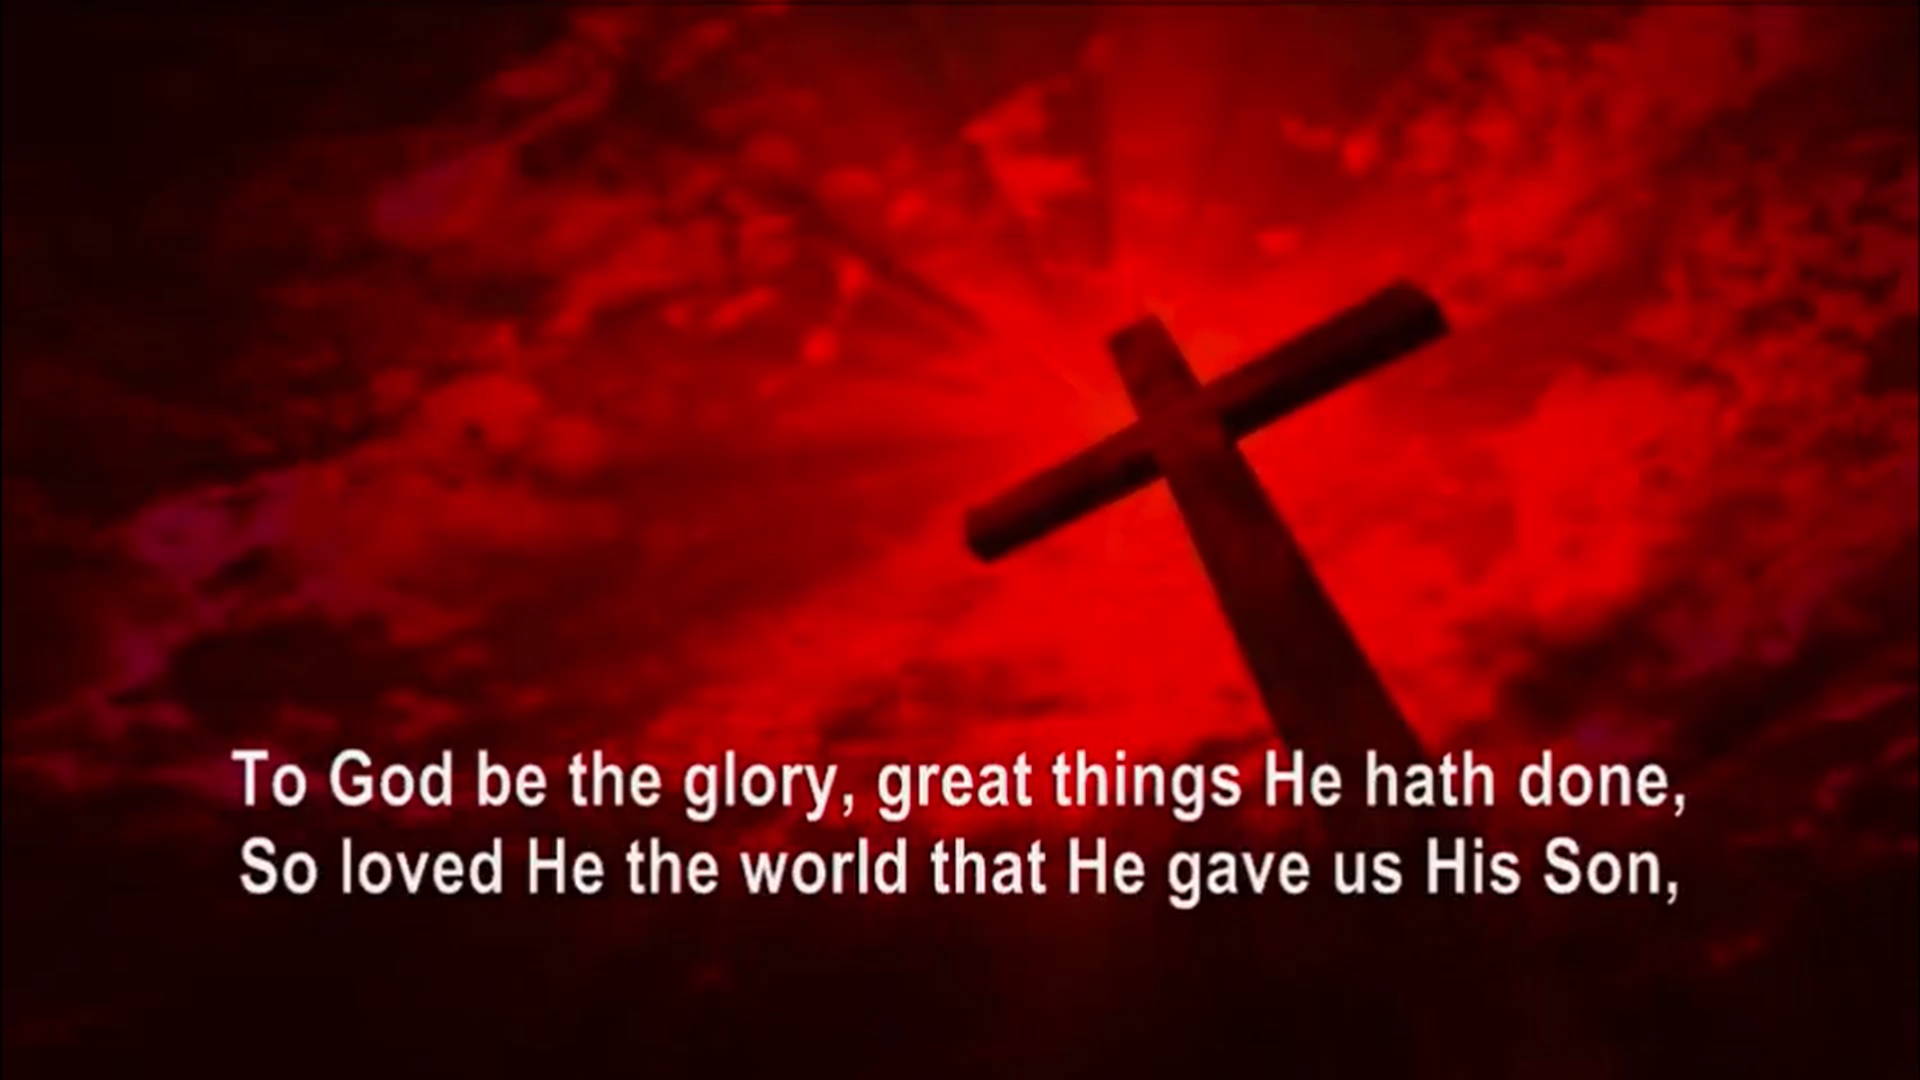 To God be the glory, great things He hath done,
So loved He the world that He gave us His Son,